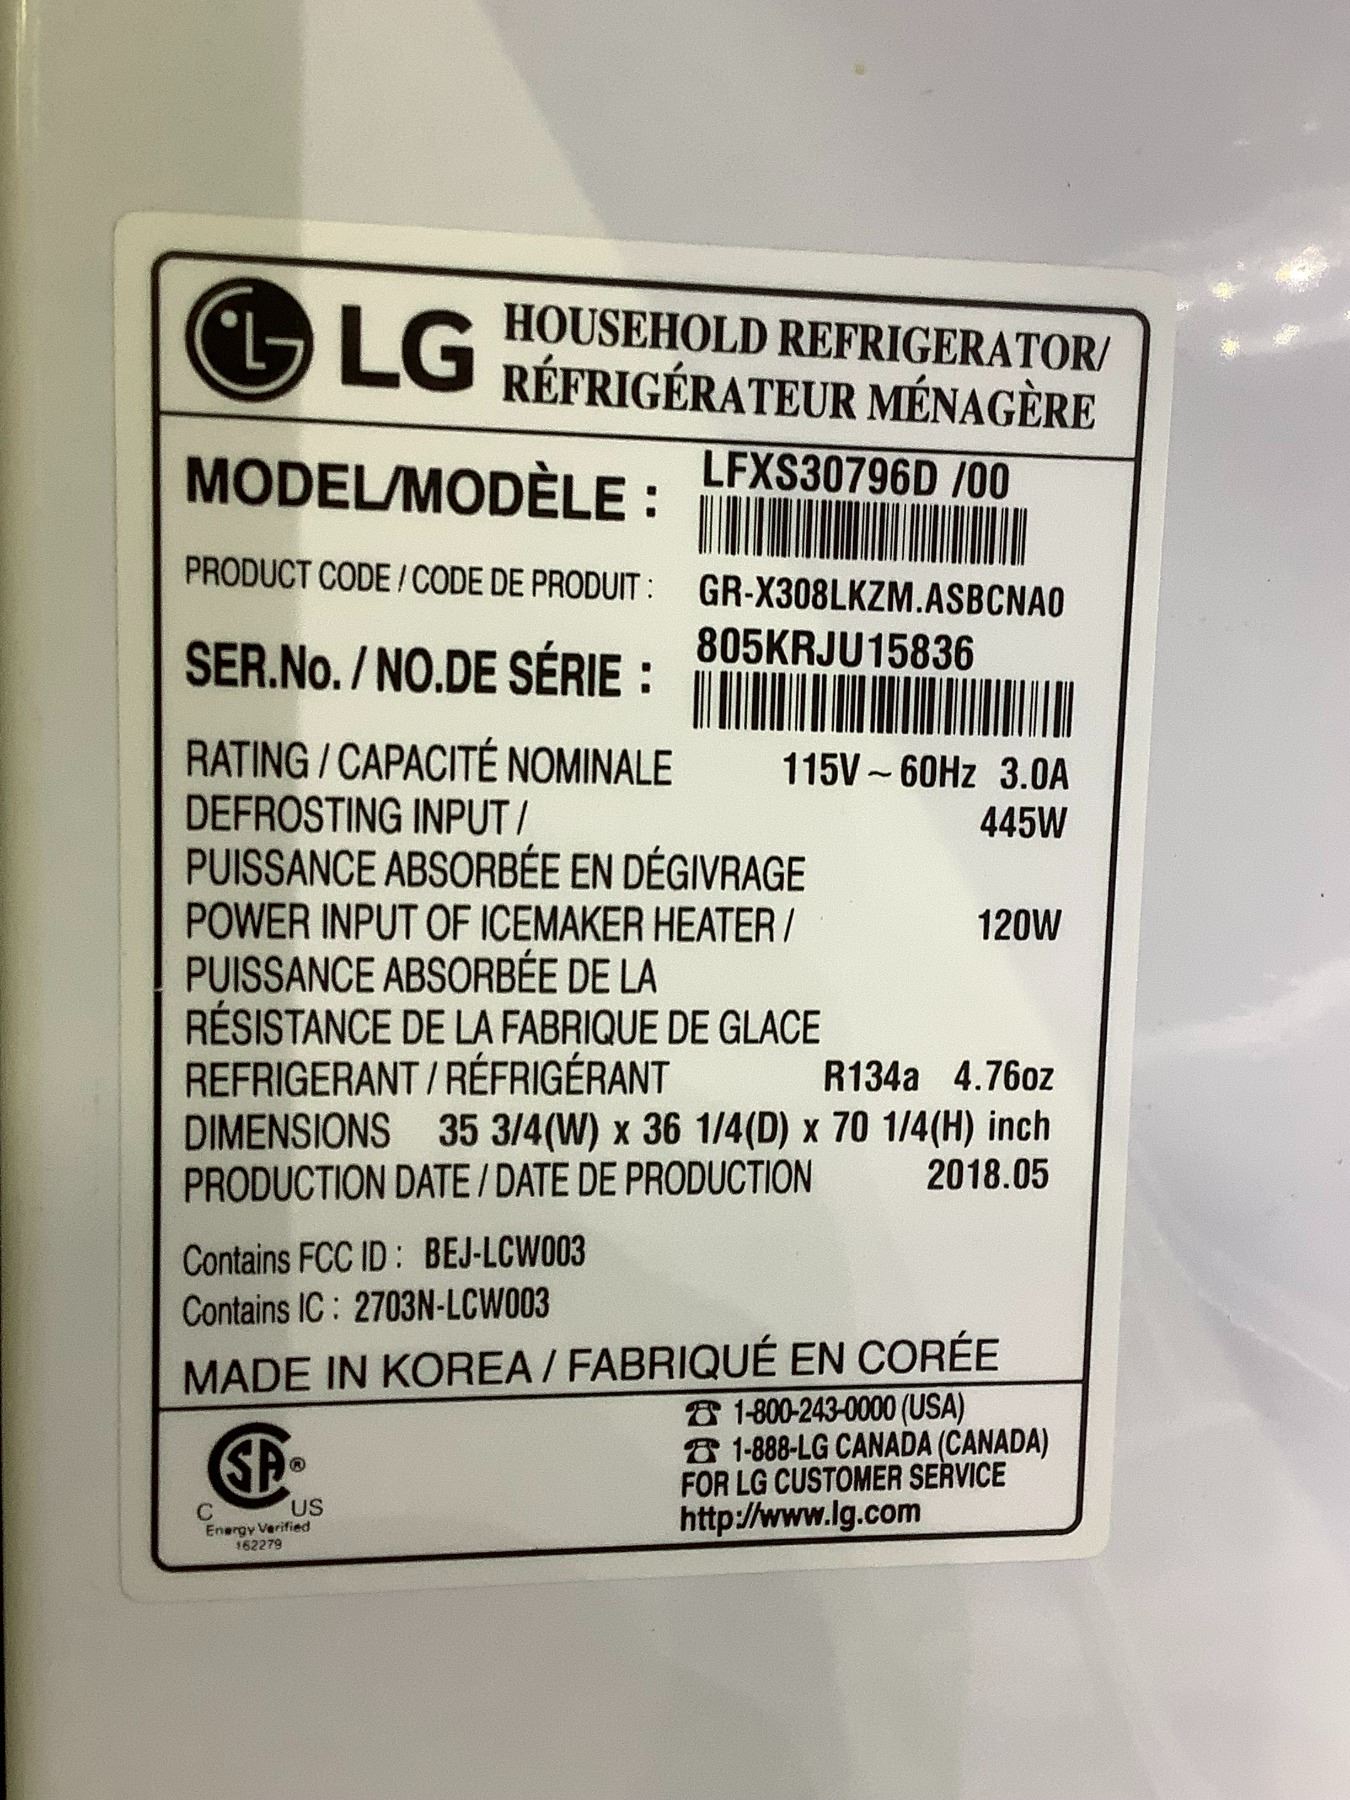 LG HOUSEHOLD REFRIGERATOR/
RÉFRIGÉRATEUR MÉNAGÈRE
MODEL/MODÈLE : LFXS30796D /00
PRODUCT CODE / CODE DE PRODUIT : GR-X308LKZM.ASBCNA0
SER.No. / NO.DE SÉRIE : 805KRJU15836
RATING / CAPACITÉ NOMINALE 115V ~ 60Hz 3.0A
DEFROSTING INPUT / 445W
PUISSANCE ABSORBÉE EN DÉGIVRAGE
POWER INPUT OF ICEMAKER HEATER / 120W
PUISSANCE ABSORBÉE DE LA
RÉSISTANCE DE LA FABRIQUE DE GLACE
REFRIGERANT / RÉFRIGÉRANT R134a 4.76oz
DIMENSIONS 35 3/4(W) x 36 1/4(D) x 70 1/4(H) inch
PRODUCTION DATE / DATE DE PRODUCTION 2018.05
Contains FCC ID : BEJ-LCW003
Contains IC : 2703N-LCW003
MADE IN KOREA / FABRIQUÉ EN CORÉE
☎ 1-800-243-0000 (USA)
☎ 1-888-LG CANADA (CANADA)
FOR LG CUSTOMER SERVICE
http://www.lg.com
SA®
C US
Energy Verified
162279